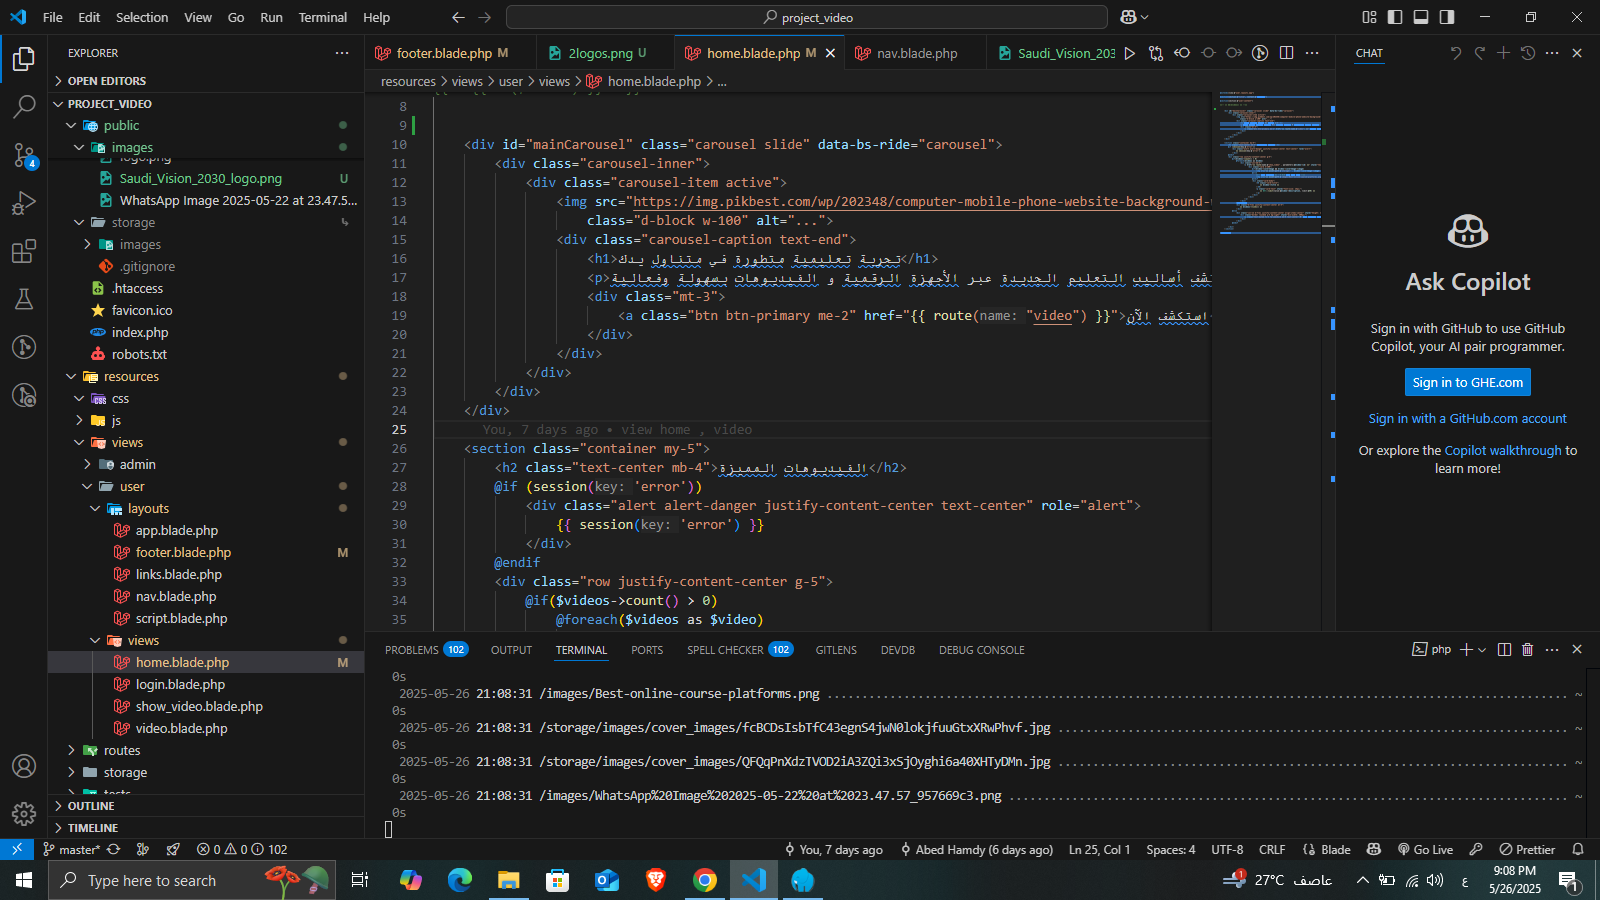 File Edit Selection View Go Run Terminal Help
project_video
EXPLORER
OPEN EDITORS
PROJECT_VIDEO
public
images
logo.png
Saudi_Vision_2030_logo.png U
WhatsApp Image 2025-05-22 at 23.47.5...
storage
images
.gitignore
.htaccess
favicon.ico
index.php
robots.txt
resources
css
js
views
admin
user
layouts
app.blade.php
footer.blade.php M
links.blade.php
nav.blade.php
script.blade.php
views
home.blade.php M
login.blade.php
show_video.blade.php
video.blade.php
routes
storage
tests
OUTLINE
TIMELINE
footer.blade.php M
2logos.png U
home.blade.php M
nav.blade.php
Saudi_Vision_203
resources > views > user > views > home.blade.php > ...
8
9
10 <div id="mainCarousel" class="carousel slide" data-bs-ride="carousel">
11 <div class="carousel-inner">
12 <div class="carousel-item active">
13 <img src="https://img.pikbest.com/wp/202348/computer-mobile-phone-website-background-
14 class="d-block w-100" alt="...">
15 <div class="carousel-caption text-end">
16 <h1>تجربة تعليمية متطورة في متناول يدك</h1>
17 <p>تشف أساليب التعليم الجديدة عبر الأجهزة الرقمية و الفيديوهات بسهولة وفعالية
18 <div class="mt-3">
19 <a class="btn btn-primary me-2" href="{{ route(name: "video") }}">استكشف الآن
20 </div>
21 </div>
22 </div>
23 </div>
24 </div>
25 You, 7 days ago • view home , video
26 <section class="container my-5">
27 <h2 class="text-center mb-4">الفيديوهات المميزة</h2>
28 @if (session(key: 'error'))
29 <div class="alert alert-danger justify-content-center text-center" role="alert">
30 {{ session(key: 'error') }}
31 </div>
32 @endif
33 <div class="row justify-content-center g-5">
34 @if($videos->count() > 0)
35 @foreach($videos as $video)
PROBLEMS 102 OUTPUT TERMINAL PORTS SPELL CHECKER 102 GITLENS DEVDB DEBUG CONSOLE
php
0s
2025-05-26 21:08:31 /images/Best-online-course-platforms.png ~
0s
2025-05-26 21:08:31 /storage/images/cover_images/fcBCDsIsbTfC43egnS4jwN0lokjfuuGtxXRwPhvf.jpg ~
0s
2025-05-26 21:08:31 /storage/images/cover_images/QFQqPnXdzTVOD2iA3ZQi3xSjOyghi6a40XHTyDMn.jpg ~
0s
2025-05-26 21:08:31 /images/WhatsApp%20Image%202025-05-22%20at%2023.47.57_957669c3.png ~
0s
CHAT
Ask Copilot
Sign in with GitHub to use GitHub
Copilot, your AI pair programmer.
Sign in to GHE.com
Sign in with a GitHub.com account
Or explore the Copilot walkthrough to
learn more!
4
master* 0 0 102
You, 7 days ago Abed Hamdy (6 days ago) Ln 25, Col 1 Spaces: 4 UTF-8 CRLF Blade Go Live Prettier
Type here to search
1 27°C عاصف
ع
9:08 PM
5/26/2025
1